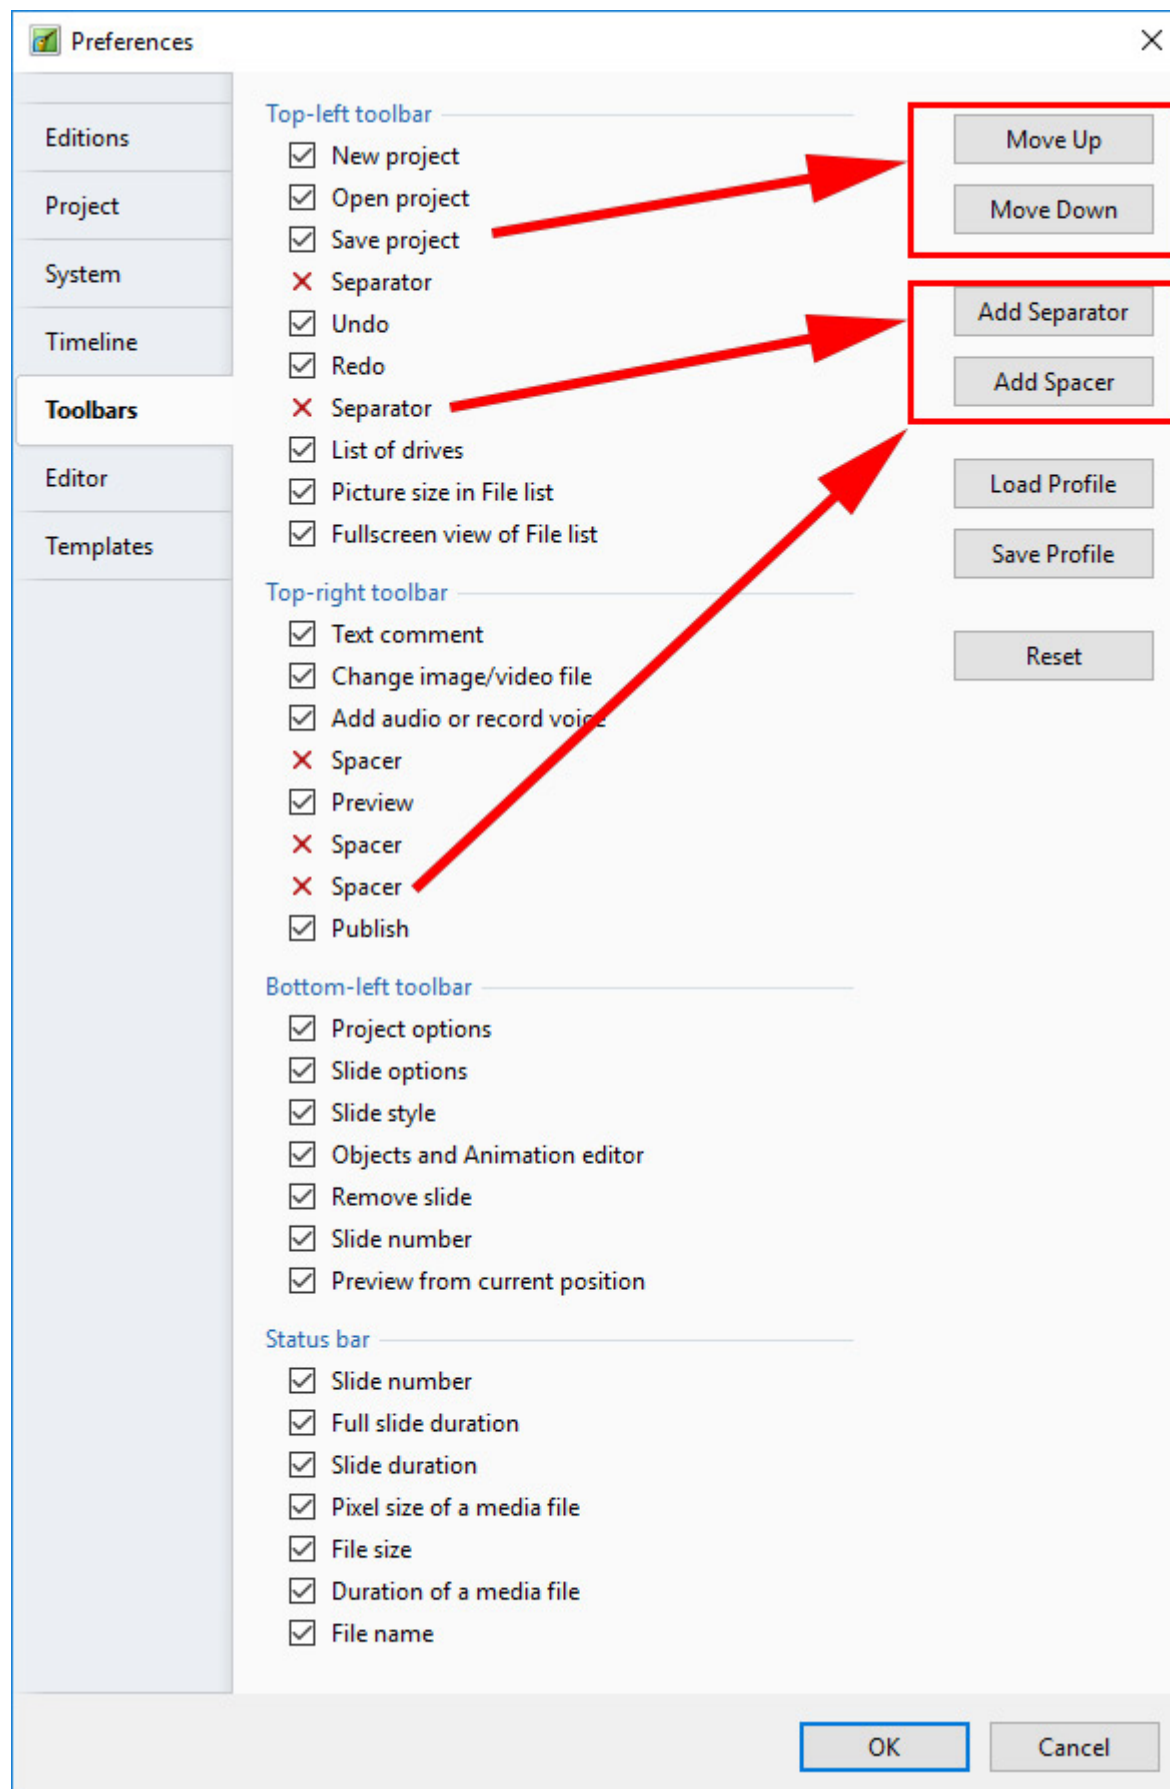 Preferences
Editions
Project
System
Timeline
Toolbars
Editor
Templates
Top-left toolbar
New project
Open project
Save project
Separator
Undo
Redo
Separator
List of drives
Picture size in File list
Fullscreen view of File list
Top-right toolbar
Text comment
Change image/video file
Add audio or record voice
Spacer
Preview
Spacer
Spacer
Publish
Bottom-left toolbar
Project options
Slide options
Slide style
Objects and Animation editor
Remove slide
Slide number
Preview from current position
Status bar
Slide number
Full slide duration
Slide duration
Pixel size of a media file
File size
Duration of a media file
File name
Move Up
Move Down
Add Separator
Add Spacer
Load Profile
Save Profile
Reset
OK
Cancel